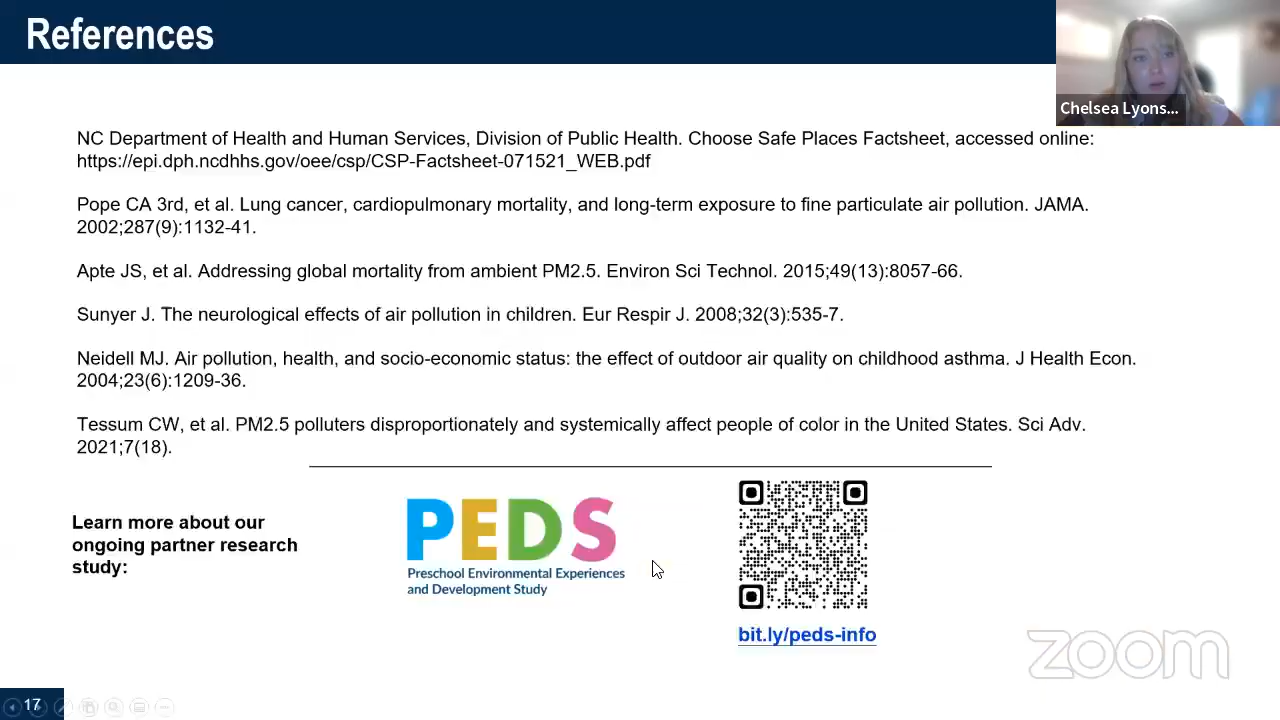 References
Chelsea Lyons...
NC Department of Health and Human Services, Division of Public Health. Choose Safe Places Factsheet, accessed online:
https://epi.dph.ncdhhs.gov/oee/csp/CSP-Factsheet-071521_WEB.pdf
Pope CA 3rd, et al. Lung cancer, cardiopulmonary mortality, and long-term exposure to fine particulate air pollution. JAMA.
2002;287(9):1132-41.
Apte JS, et al. Addressing global mortality from ambient PM2.5. Environ Sci Technol. 2015;49(13):8057-66.
Sunyer J. The neurological effects of air pollution in children. Eur Respir J. 2008;32(3):535-7.
Neidell MJ. Air pollution, health, and socio-economic status: the effect of outdoor air quality on childhood asthma. J Health Econ.
2004;23(6):1209-36.
Tessum CW, et al. PM2.5 polluters disproportionately and systemically affect people of color in the United States. Sci Adv.
2021;7(18).
Learn more about our
ongoing partner research
study:
PEDS
Preschool Environmental Experiences
and Development Study
bit.ly/peds-info
zoom
17